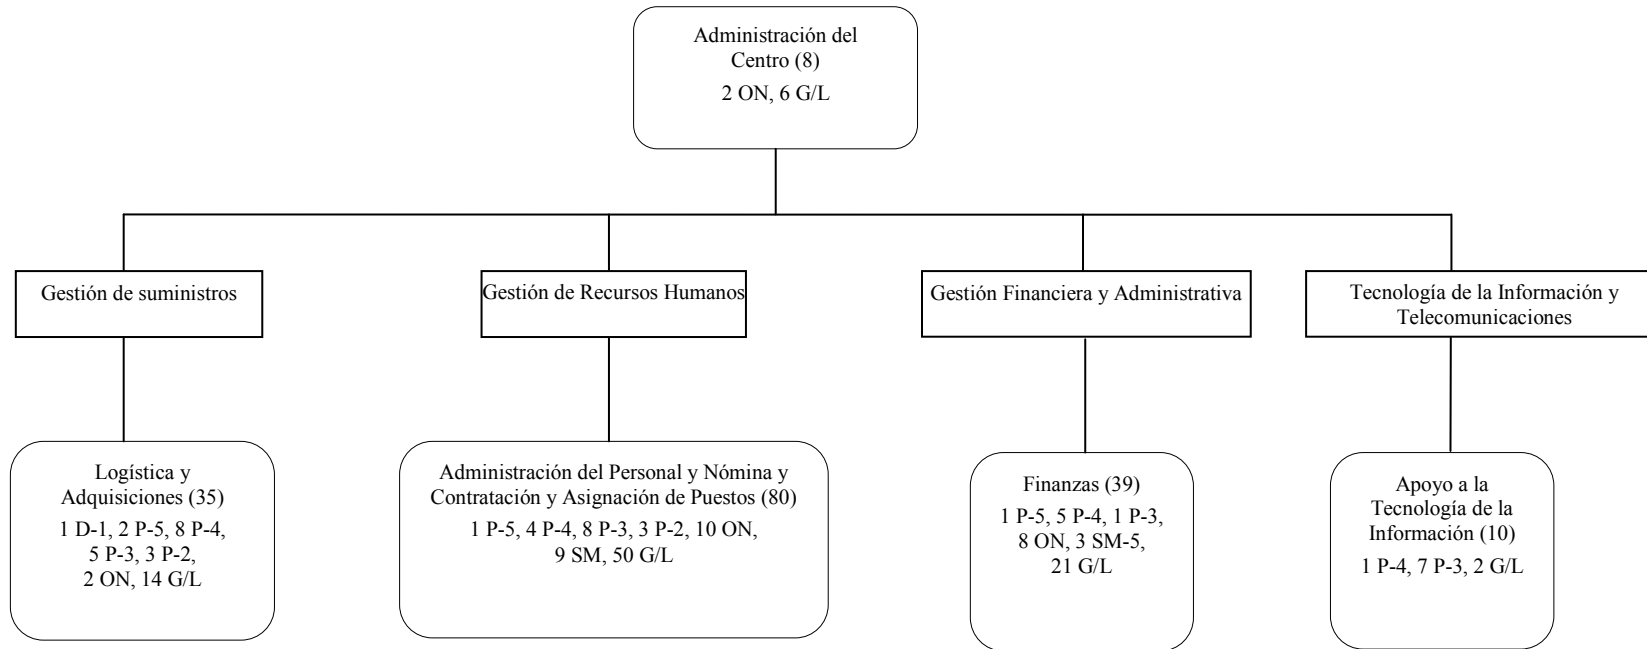 Administración del
Centro (8)
2 ON, 6 G/L
Gestión de suministros
Gestión de Recursos Humanos
Gestión Financiera y Administrativa
Tecnología de la Información y
Telecomunicaciones
Logística y
Adquisiciones (35)
1 D-1, 2 P-5, 8 P-4,
5 P-3, 3 P-2,
2 ON, 14 G/L
Administración del Personal y Nómina y
Contratación y Asignación de Puestos (80)
1 P-5, 4 P-4, 8 P-3, 3 P-2, 10 ON,
9 SM, 50 G/L
Finanzas (39)
1 P-5, 5 P-4, 1 P-3,
8 ON, 3 SM-5,
21 G/L
Apoyo a la
Tecnología de la
Información (10)
1 P-4, 7 P-3, 2 G/L